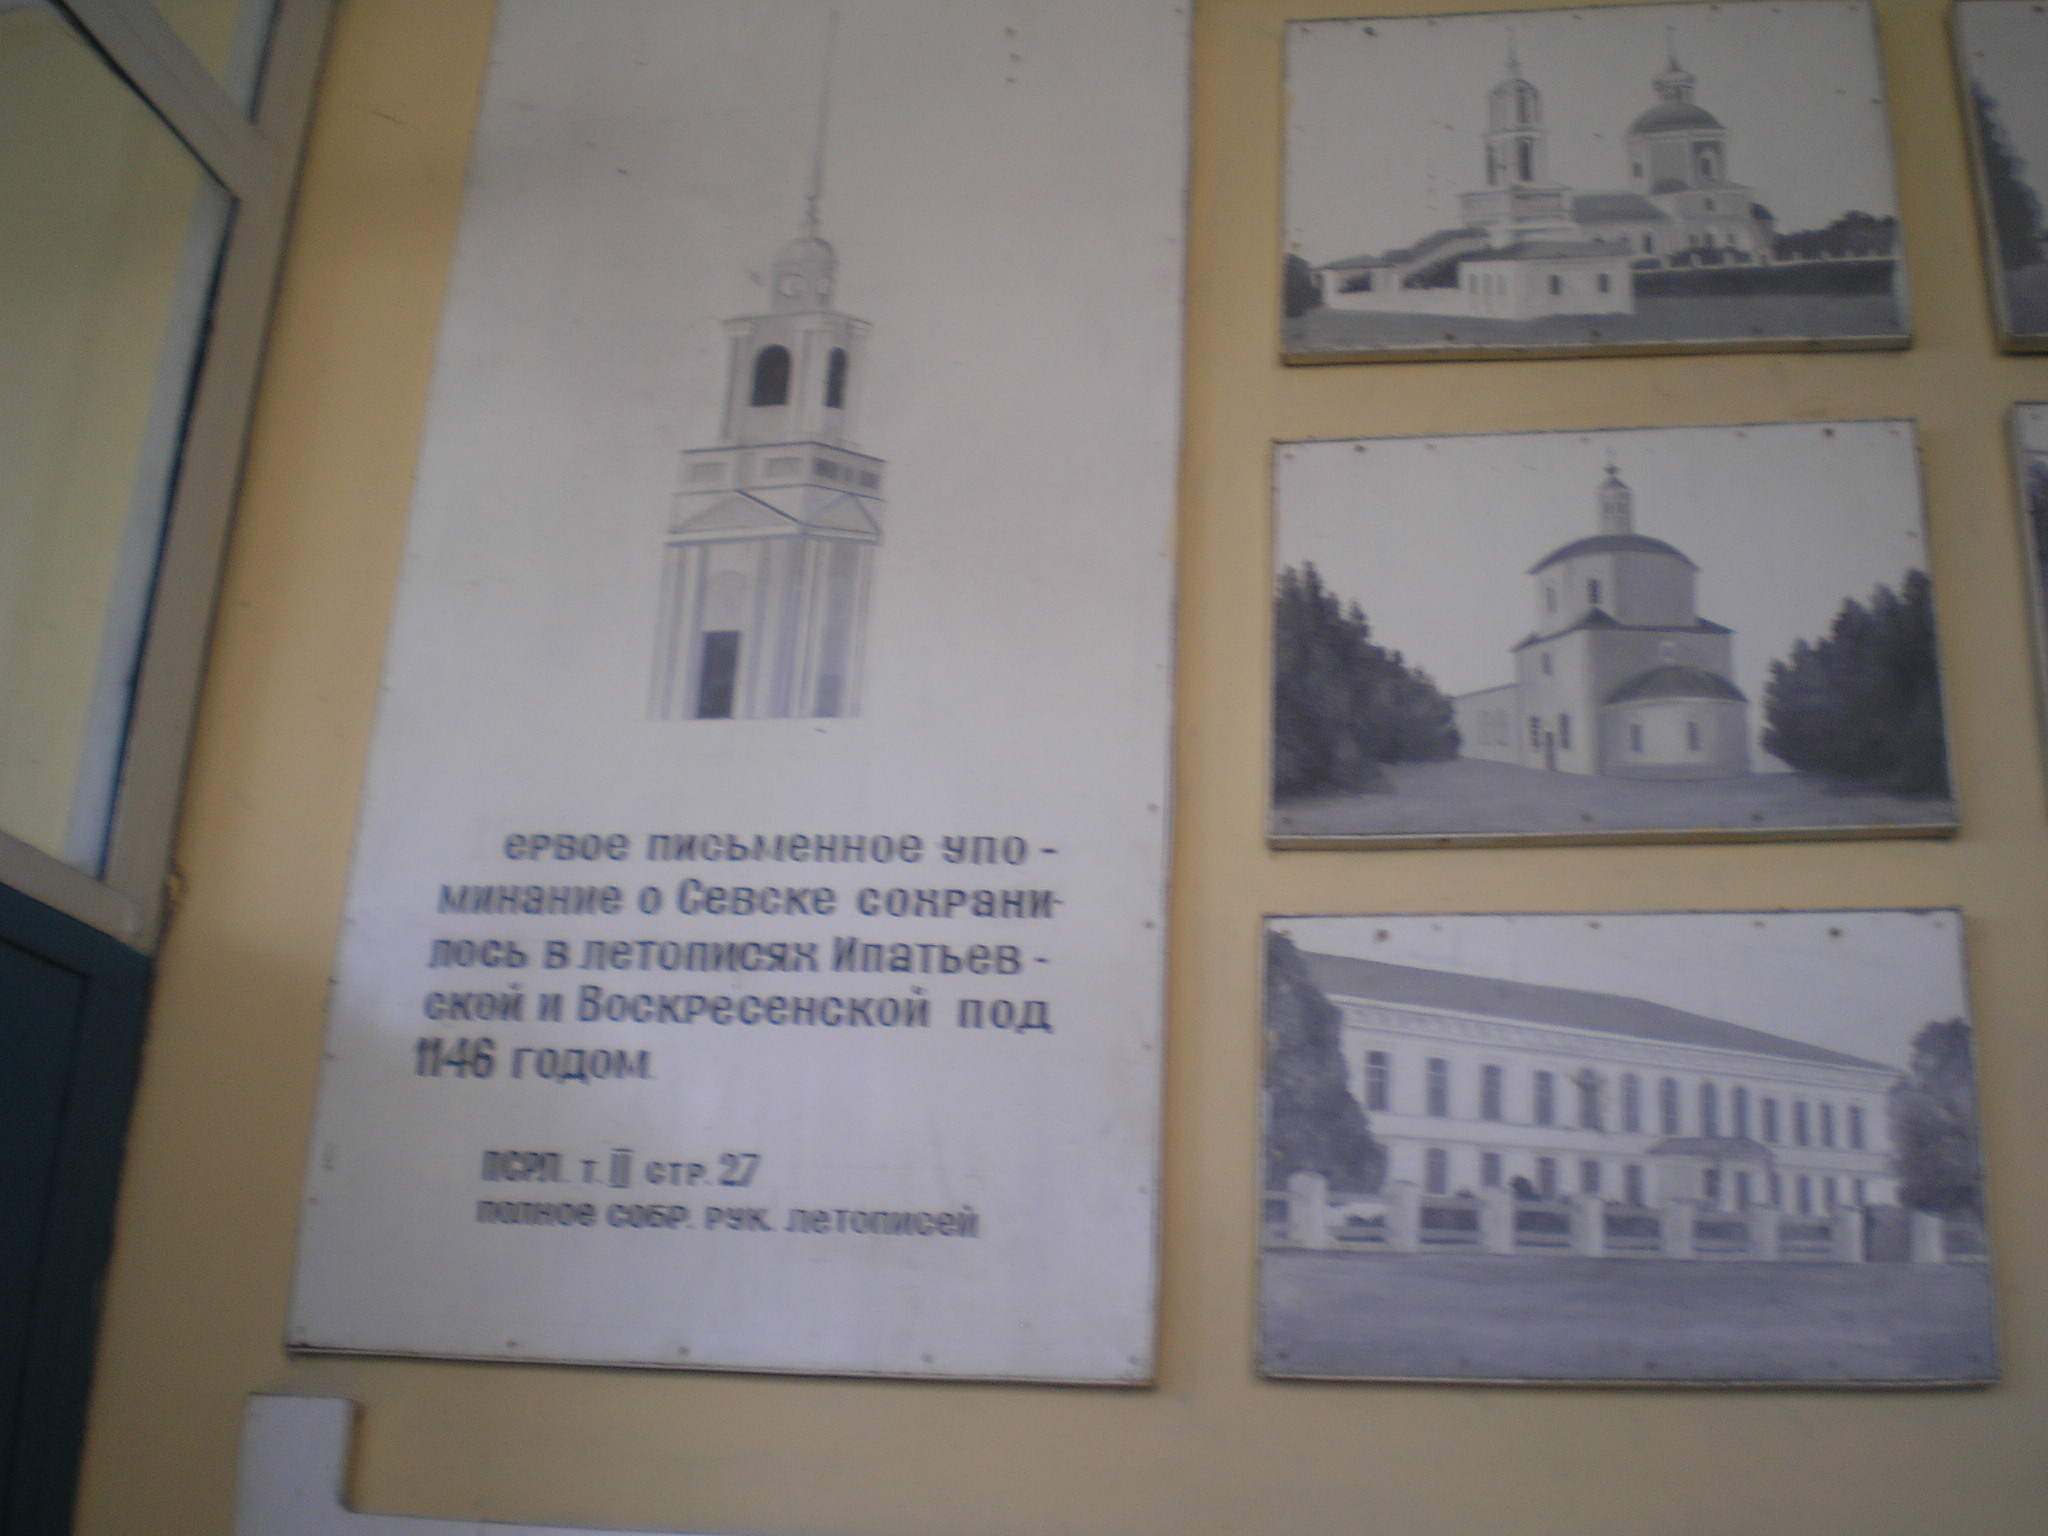 ервое письменное упо-
минание о Севске сохрани-
лось в летописях Ипатьев-
ской и Воскресенской под
1146 годом.
ПСРЛ. т. II стр. 27
полное собр. рук. летописей